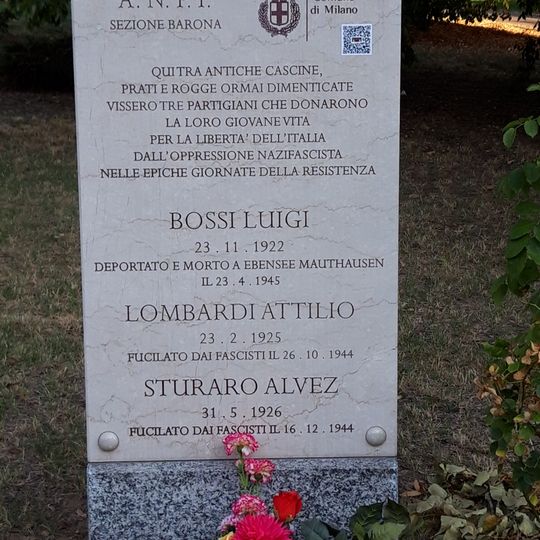 A. N. P. I.
SEZIONE BARONA
Comune
di Milano
QUI TRA ANTICHE CASCINE,
PRATI E ROGGE ORMAI DIMENTICATE
VISSERO TRE PARTIGIANI CHE DONARONO
LA LORO GIOVANE VITA
PER LA LIBERTA' DELL'ITALIA
DALL'OPPRESSIONE NAZIFASCISTA
NELLE EPICHE GIORNATE DELLA RESISTENZA
BOSSI LUIGI
23 . 11 . 1922
DEPORTATO E MORTO A EBENSEE MAUTHAUSEN
IL 23 . 4 . 1945
LOMBARDI ATTILIO
23 . 2 . 1925
FUCILATO DAI FASCISTI IL 26 . 10 . 1944
STURARO ALVEZ
31 . 5 . 1926
FUCILATO DAI FASCISTI IL 16 . 12 . 1944